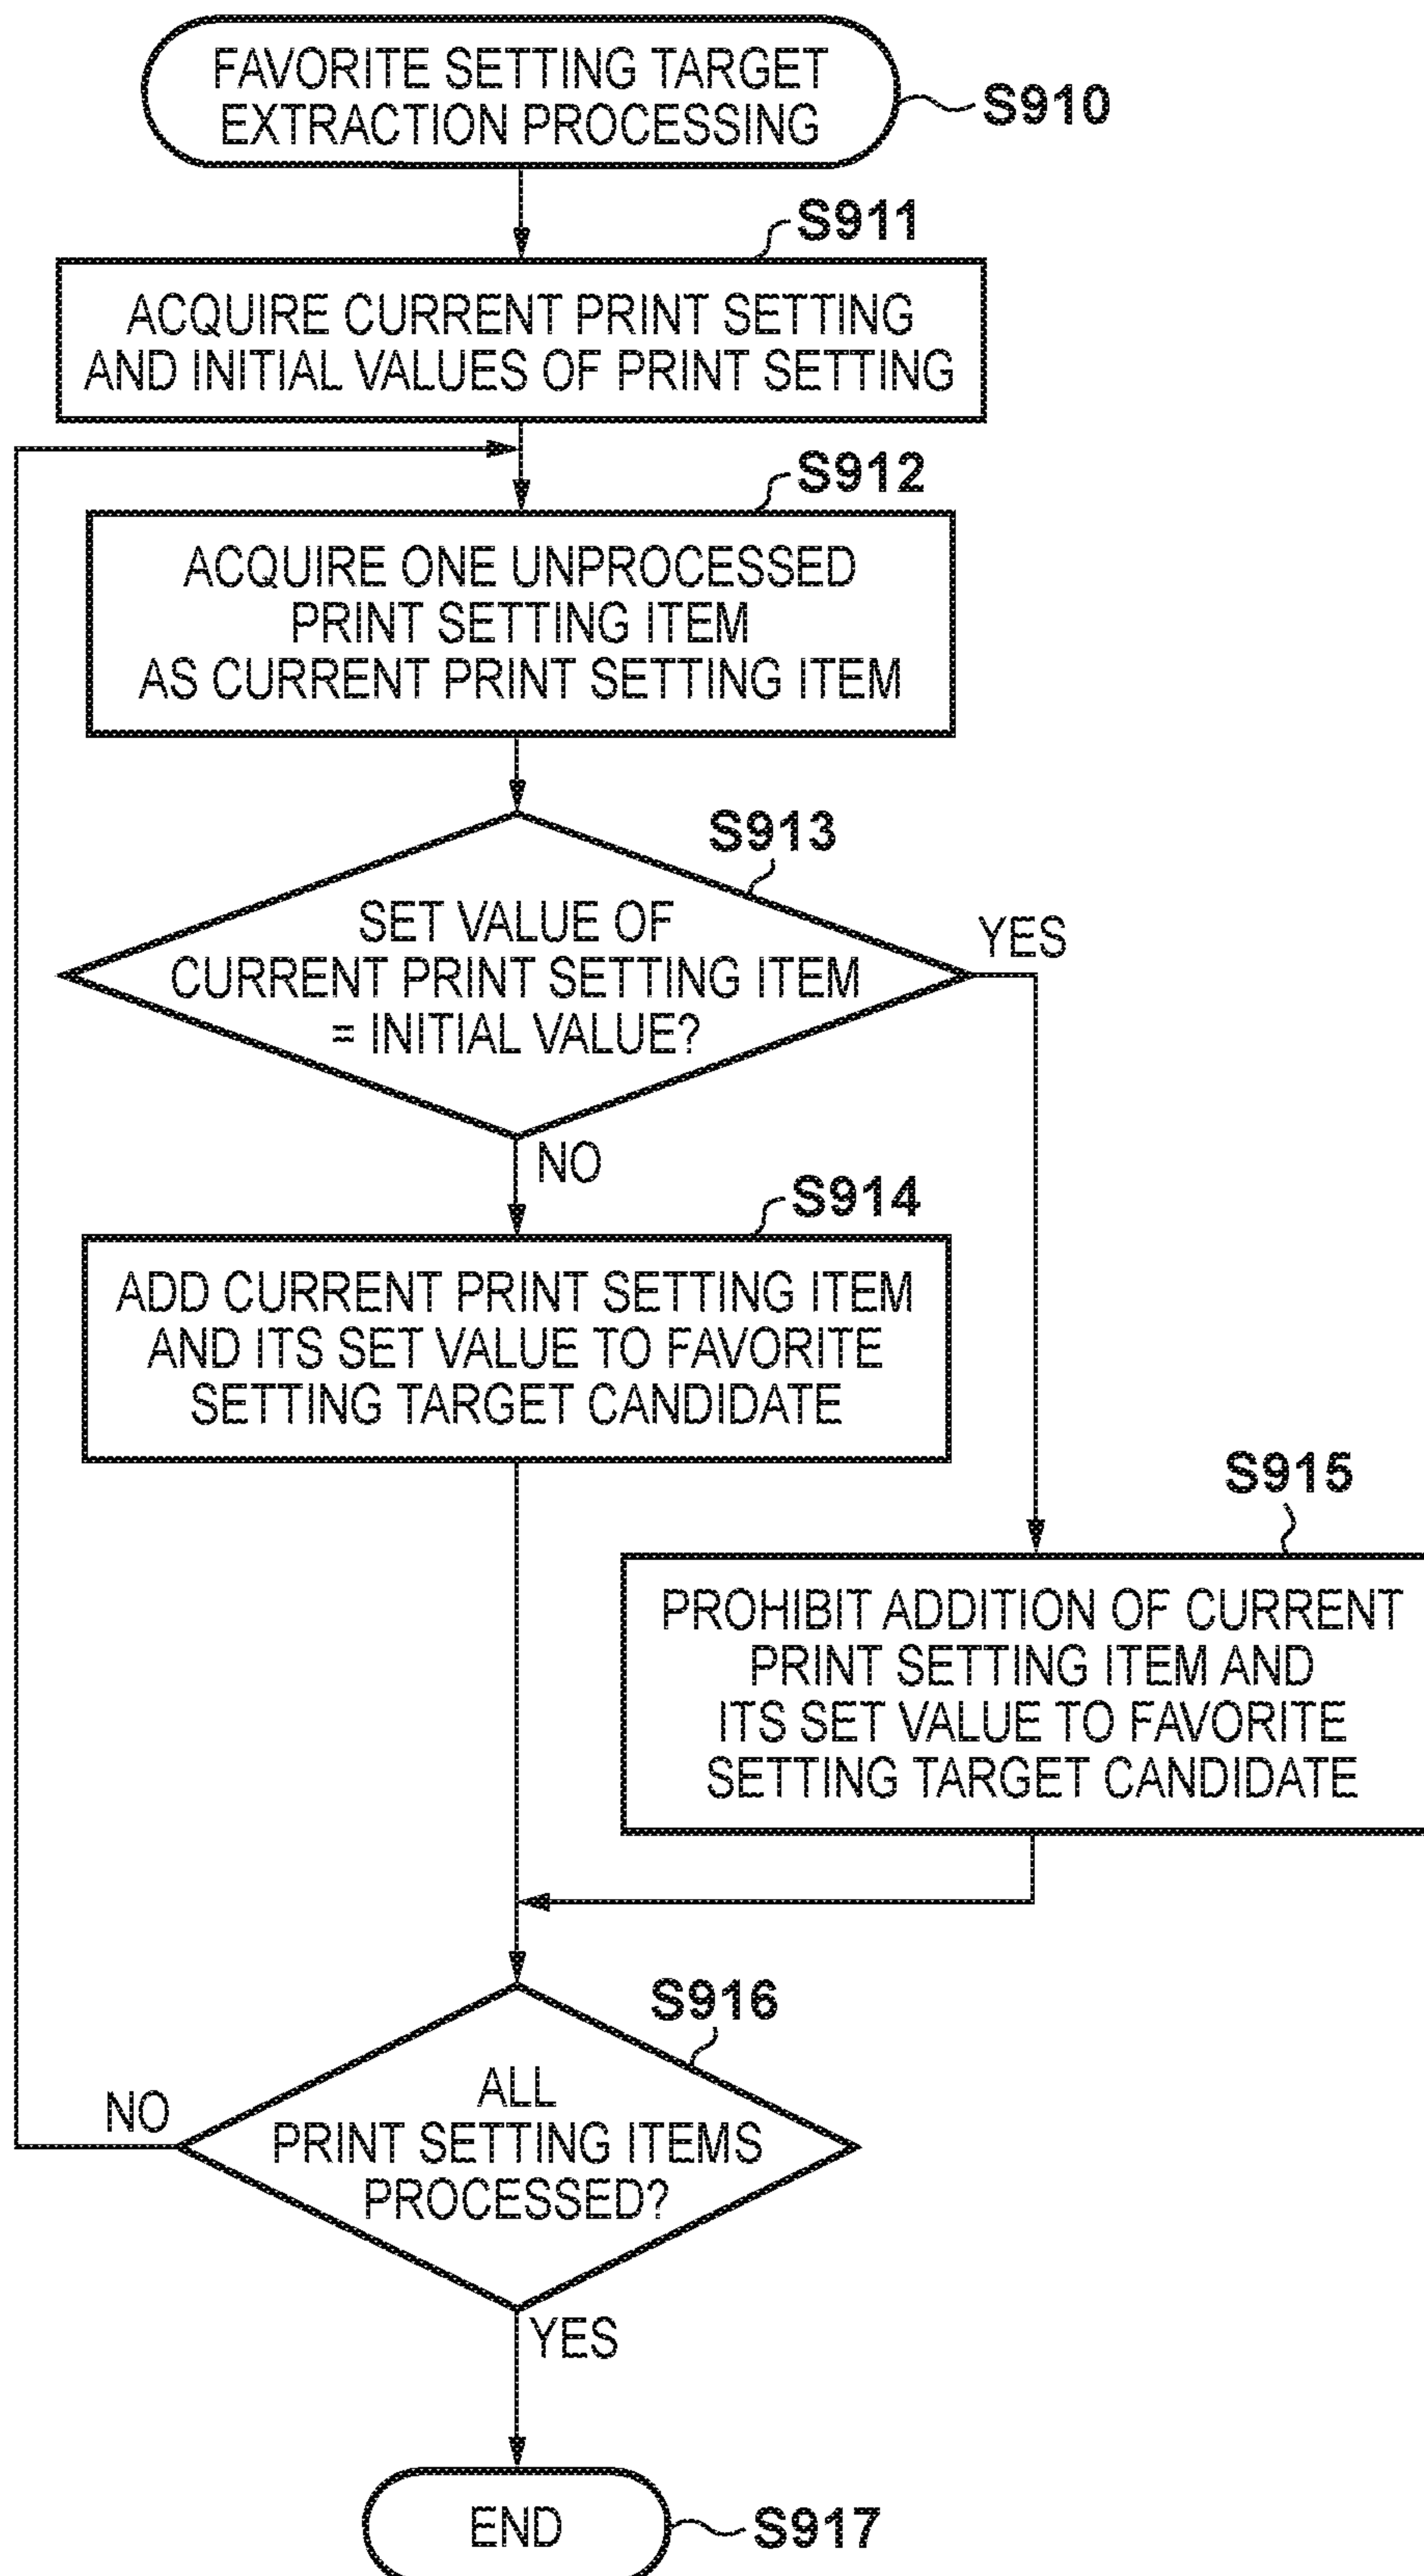 FAVORITE SETTING TARGET
EXTRACTION PROCESSING
S910
S911
ACQUIRE CURRENT PRINT SETTING
AND INITIAL VALUES OF PRINT SETTING
S912
ACQUIRE ONE UNPROCESSED
PRINT SETTING ITEM
AS CURRENT PRINT SETTING ITEM
S913
SET VALUE OF
CURRENT PRINT SETTING ITEM
= INITIAL VALUE?
YES
NO
S914
ADD CURRENT PRINT SETTING ITEM
AND ITS SET VALUE TO FAVORITE
SETTING TARGET CANDIDATE
S915
PROHIBIT ADDITION OF CURRENT
PRINT SETTING ITEM AND
ITS SET VALUE TO FAVORITE
SETTING TARGET CANDIDATE
S916
ALL
PRINT SETTING ITEMS
PROCESSED?
NO
YES
END
S917